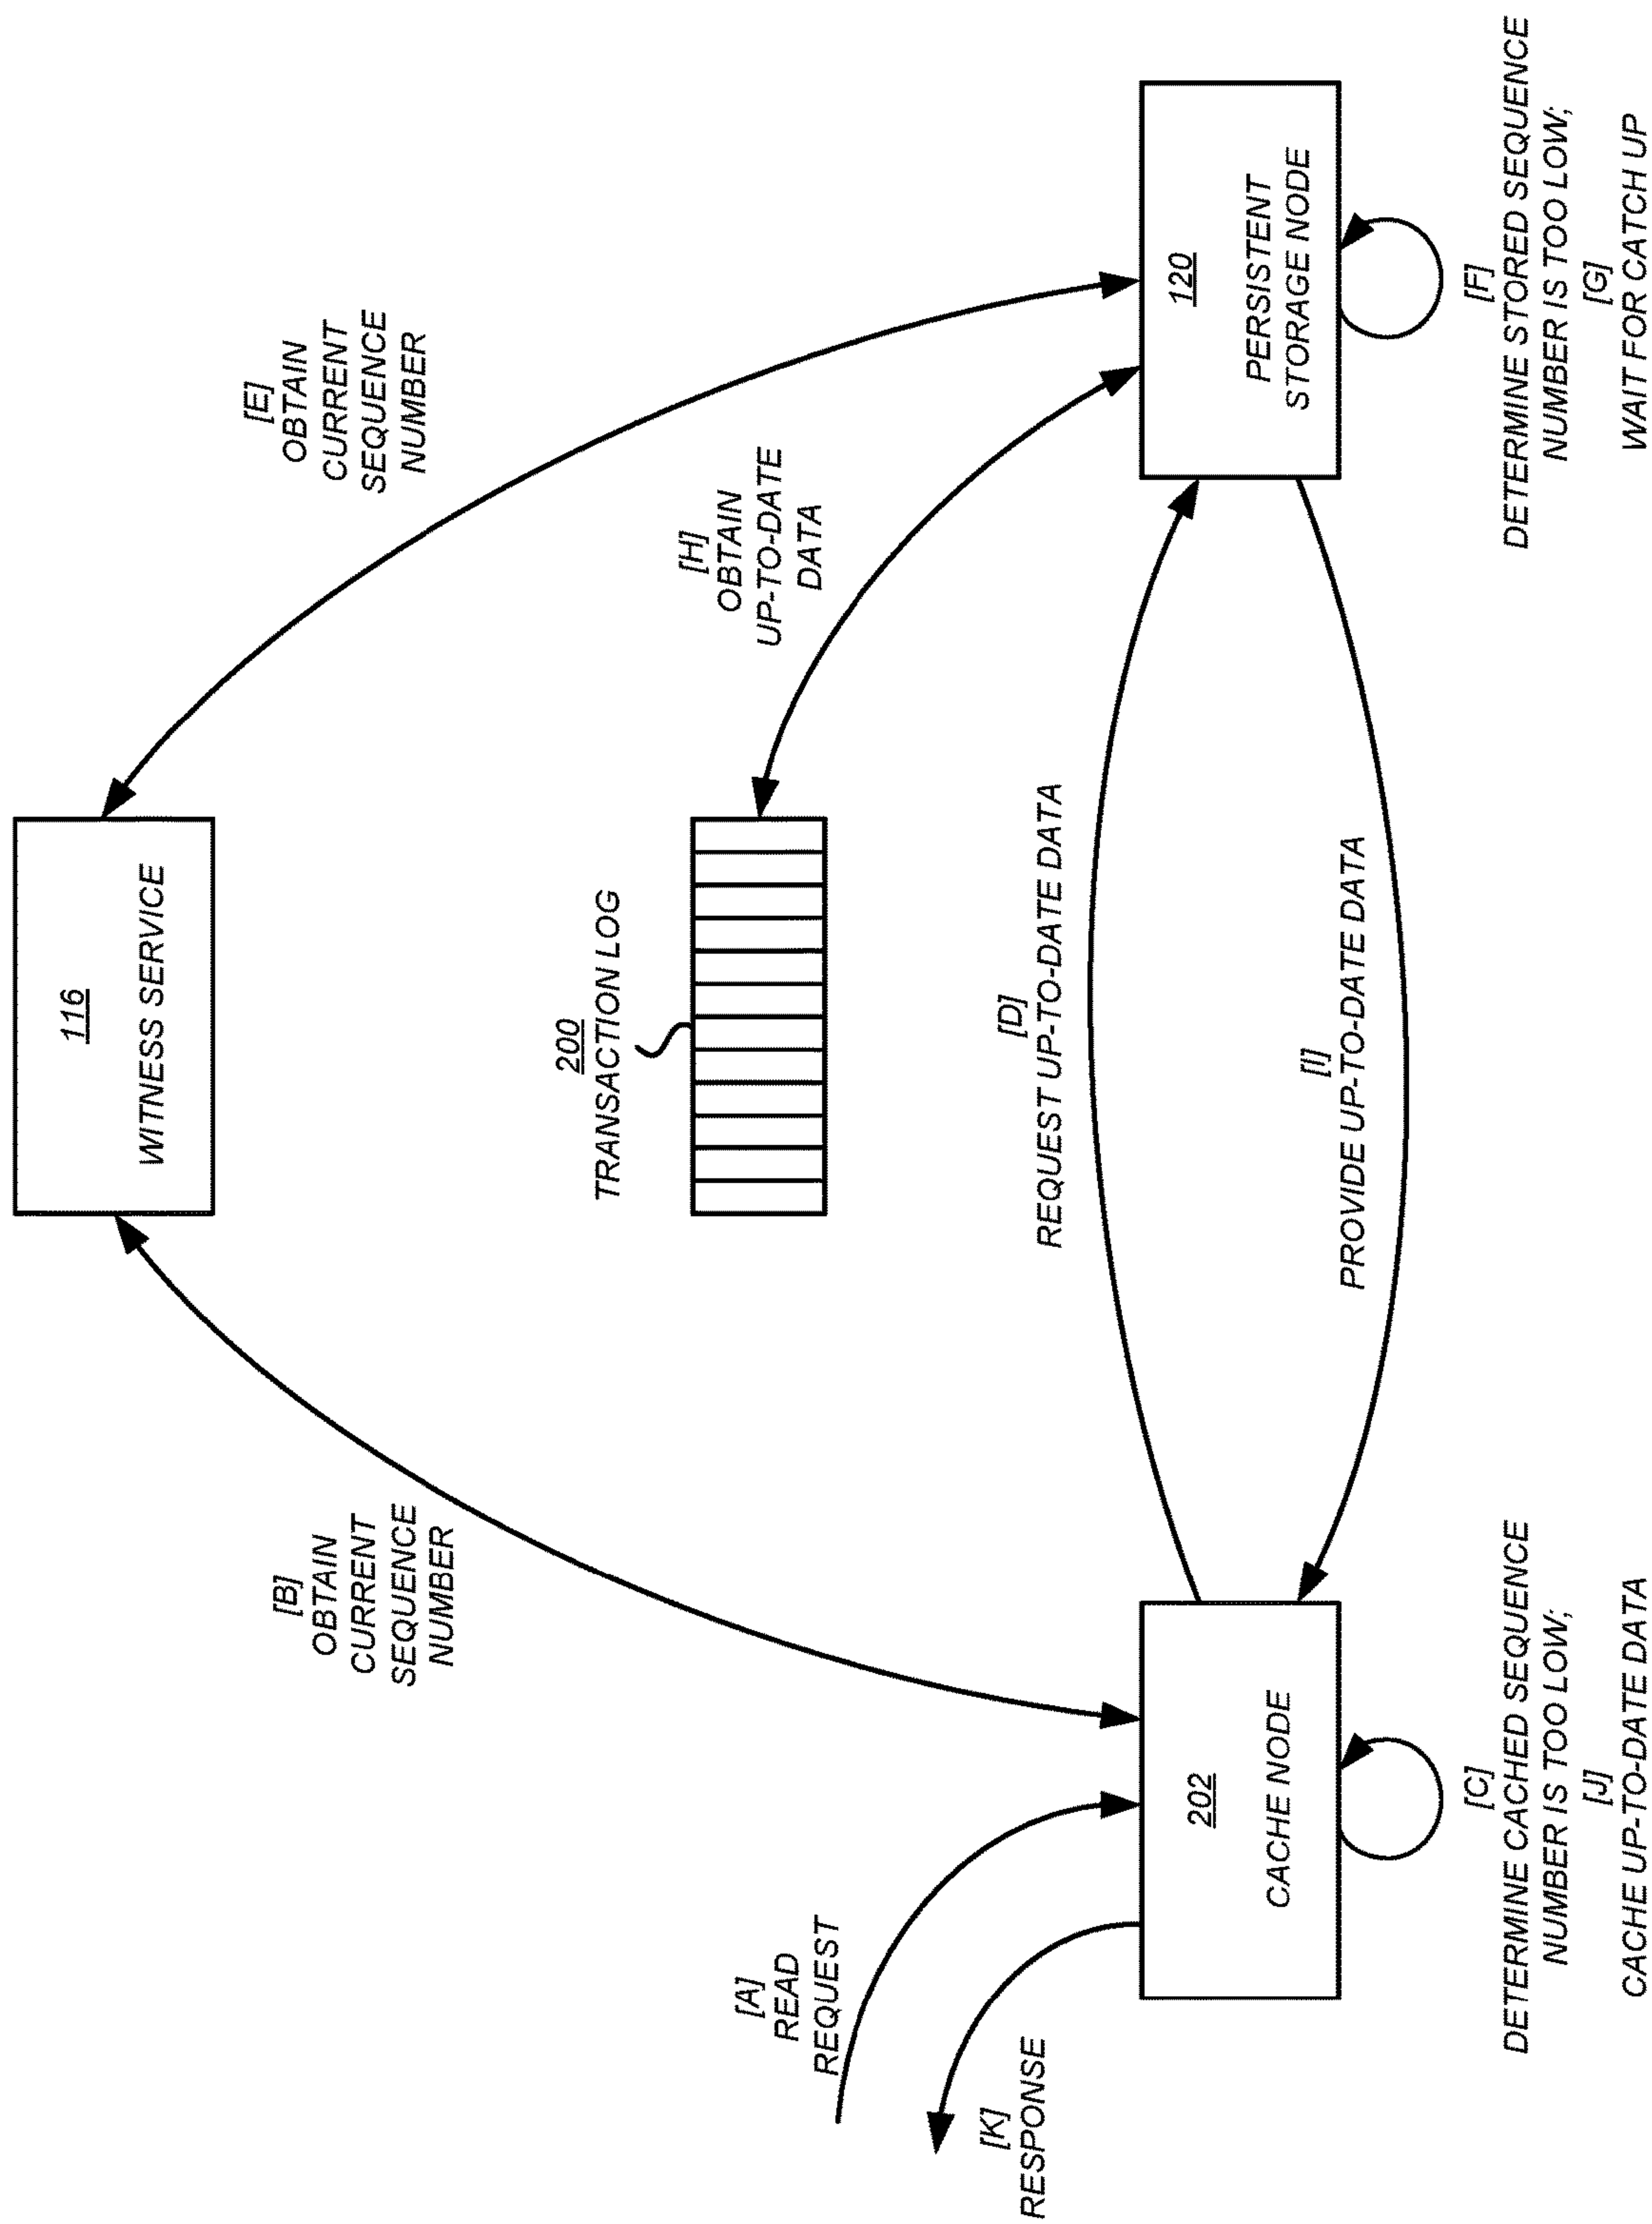 116
WITNESS SERVICE
[B]
OBTAIN
CURRENT
SEQUENCE
NUMBER
[E]
OBTAIN
CURRENT
SEQUENCE
NUMBER
200
TRANSACTION LOG
[H]
OBTAIN
UP-TO-DATE
DATA
[A]
READ
REQUEST
[K]
RESPONSE
[D]
REQUEST UP-TO-DATE DATA
202
CACHE NODE
120
PERSISTENT
STORAGE NODE
[I]
PROVIDE UP-TO-DATE DATA
[C]
DETERMINE CACHED SEQUENCE
NUMBER IS TOO LOW;
[J]
CACHE UP-TO-DATE DATA
[F]
DETERMINE STORED SEQUENCE
NUMBER IS TOO LOW;
[G]
WAIT FOR CATCH UP